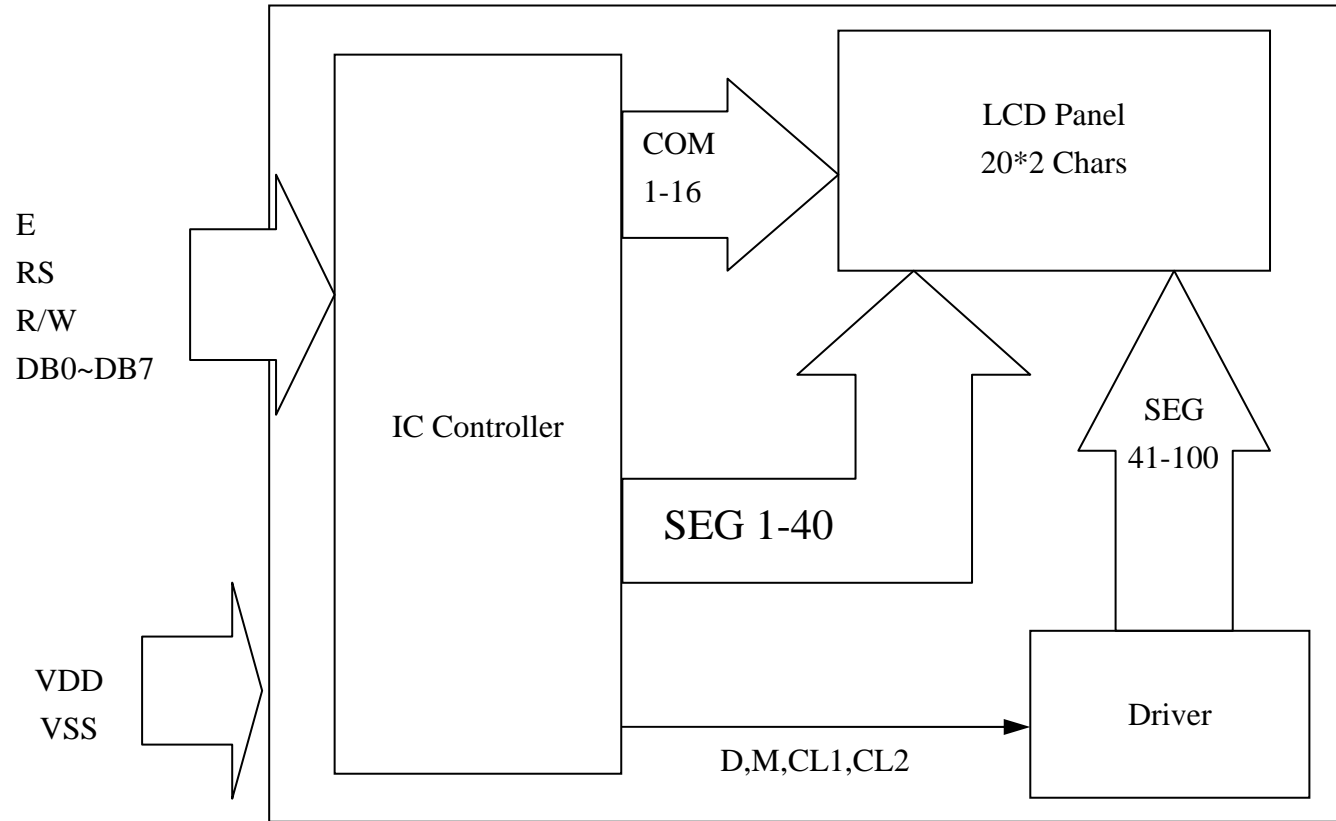 E
RS
R/W
DB0~DB7
VDD
VSS
IC Controller
COM
1-16
LCD Panel
20*2 Chars
SEG 1-40
SEG
41-100
D,M,CL1,CL2
Driver